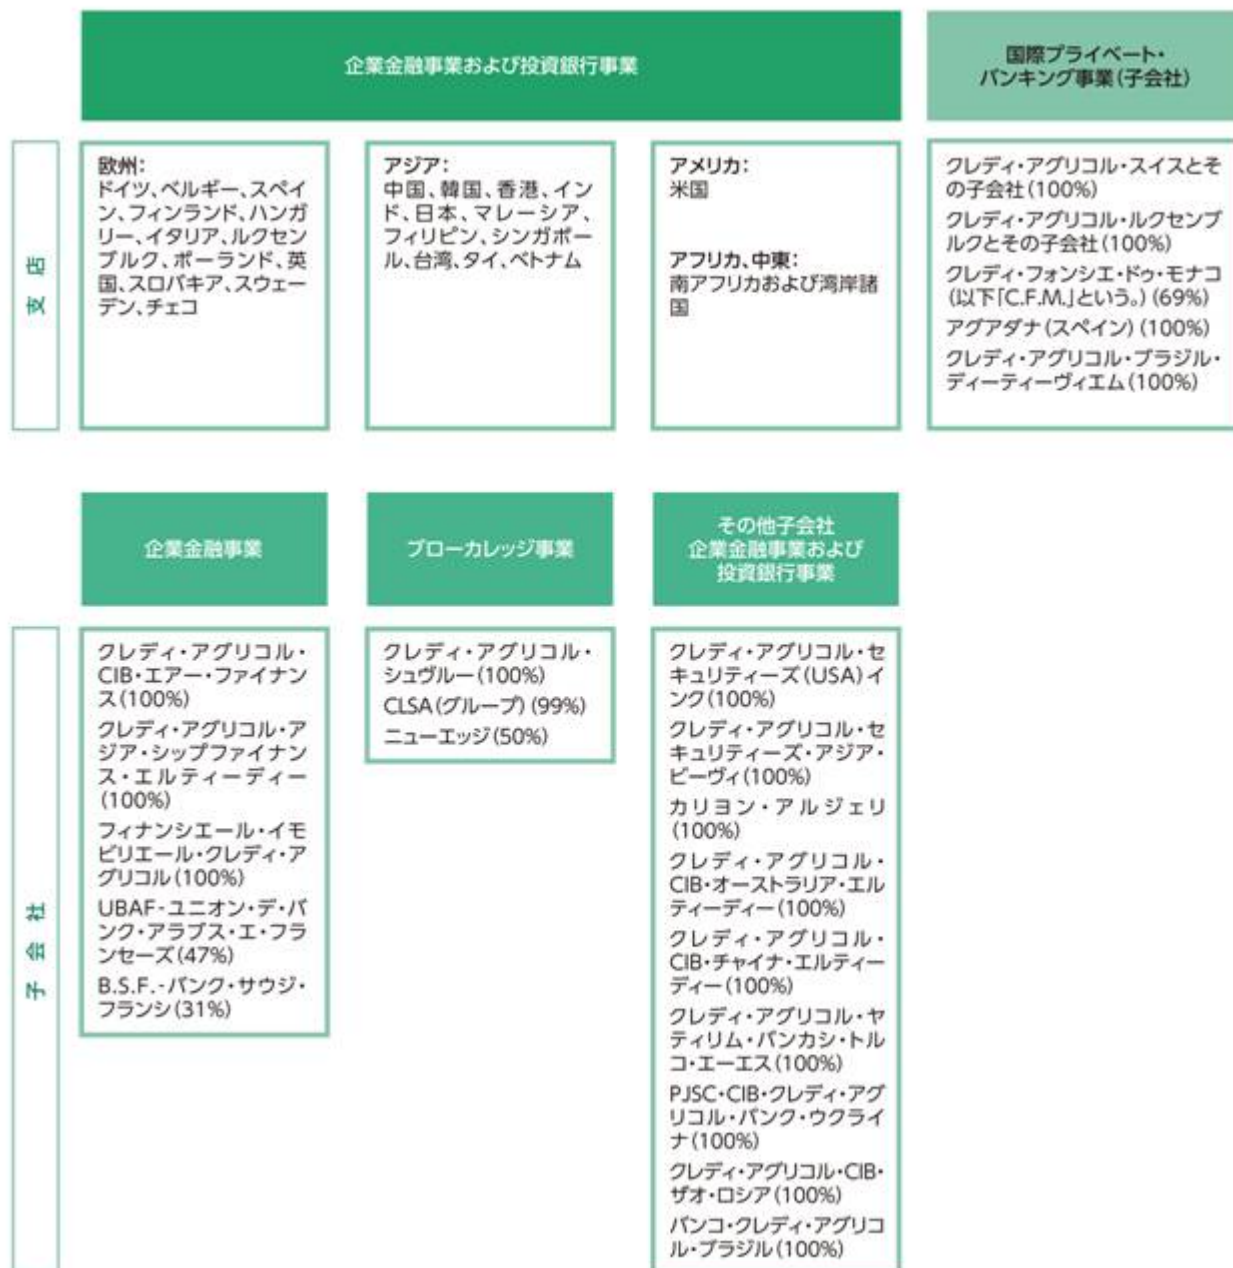 企業金融事業および投資銀行事業
国際プライベート・
バンキング事業(子会社)
支店
欧州:
ドイツ、ベルギー、スペイ
ン、フィンランド、ハンガ
リー、イタリア、ルクセン
ブルク、ポーランド、英
国、スロバキア、スウェー
デン、チェコ
アジア:
中国、韓国、香港、イン
ド、日本、マレーシア、
フィリピン、シンガポー
ル、台湾、タイ、ベトナム
アメリカ:
米国
アフリカ、中東:
南アフリカおよび湾岸諸
国
クレディ・アグリコル・スイスとそ
の子会社(100%)
クレディ・アグリコル・ルクセンブ
ルクとその子会社(100%)
クレディ・フォンシエ・ドゥ・モナコ
(以下「C.F.M.」という。)(69%)
アグアダナ(スペイン)(100%)
クレディ・アグリコル・ブラジル・
ディーティーヴィエム(100%)
企業金融事業
ブローカレッジ事業
その他子会社
企業金融事業および
投資銀行事業
子会社
クレディ・アグリコル・
CIB・エアー・ファイナン
ス(100%)
クレディ・アグリコル・ア
ジア・シップファイナン
ス・エルティーディー
(100%)
フィナンシエール・イモ
ビリエール・クレディ・ア
グリコル(100%)
UBAF-ユニオン・デ・バ
ンク・アラブス・エ・フラ
ンセーズ(47%)
B.S.F.-バンク・サウジ・
フランシ(31%)
クレディ・アグリコル・
シュヴルー(100%)
CLSA(グループ)(99%)
ニューエッジ(50%)
クレディ・アグリコル・セ
キュリティーズ(USA)イ
ンク(100%)
クレディ・アグリコル・セ
キュリティーズ・アジア・
ビーヴィ(100%)
カリヨン・アルジェリ
(100%)
クレディ・アグリコル・
CIB・オーストラリア・エル
ティーディー(100%)
クレディ・アグリコル・
CIB・チャイナ・エルティー
ディー(100%)
クレディ・アグリコル・ヤ
ティリム・バンカシ・トル
コ・エーエス(100%)
PJSC・CIB・クレディ・アグ
リコル・バンク・ウクライ
ナ(100%)
クレディ・アグリコル・CIB・
ザオ・ロシア(100%)
バンコ・クレディ・アグリコ
ル・ブラジル(100%)